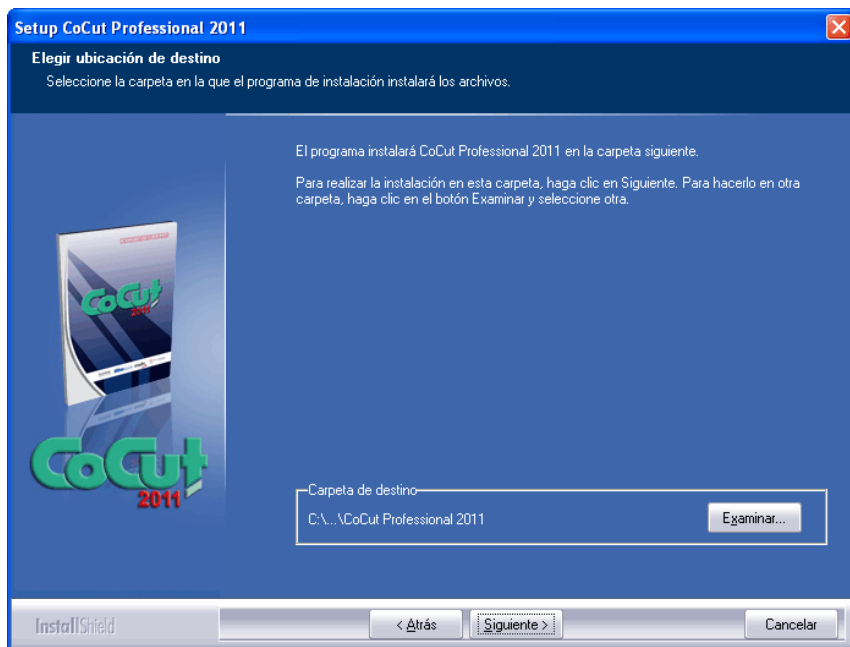 Setup CoCut Professional 2011
Elegir ubicación de destino
Seleccione la carpeta en la que el programa de instalación instalará los archivos.
El programa instalará CoCut Professional 2011 en la carpeta siguiente.
Para realizar la instalación en esta carpeta, haga clic en Siguiente. Para hacerlo en otra
carpeta, haga clic en el botón Examinar y seleccione otra.
CoCut
2011
CoCut
2011
Carpeta de destino
C:\...\CoCut Professional 2011
Examinar...
InstallShield
< Atrás
Siguiente >
Cancelar